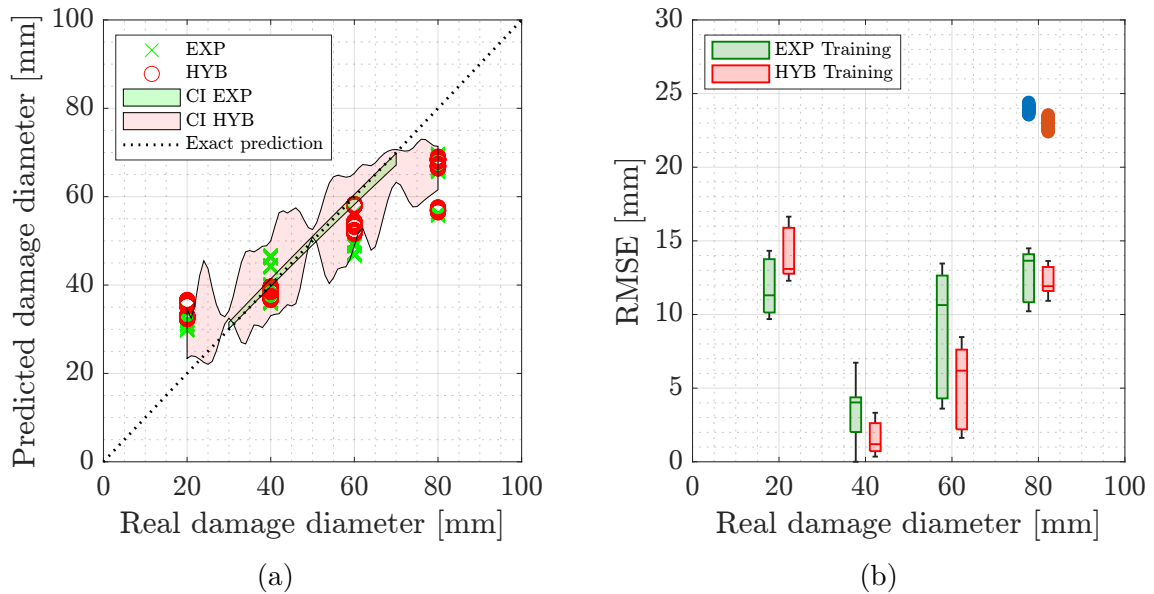 100
80
60
40
20
0
Predicted damage diameter [mm]
EXP
HYB
CI EXP
CI HYB
Exact prediction
0 20 40 60 80 100
Real damage diameter [mm]
(a)
30
25
20
15
10
5
0
RMSE [mm]
EXP Training
HYB Training
0 20 40 60 80 100
Real damage diameter [mm]
(b)